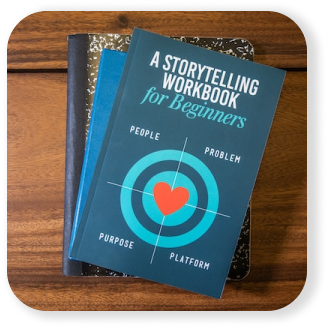 A STORYTELLING
WORKBOOK
for Beginners
PEOPLE
PROBLEM
PURPOSE
PLATFORM